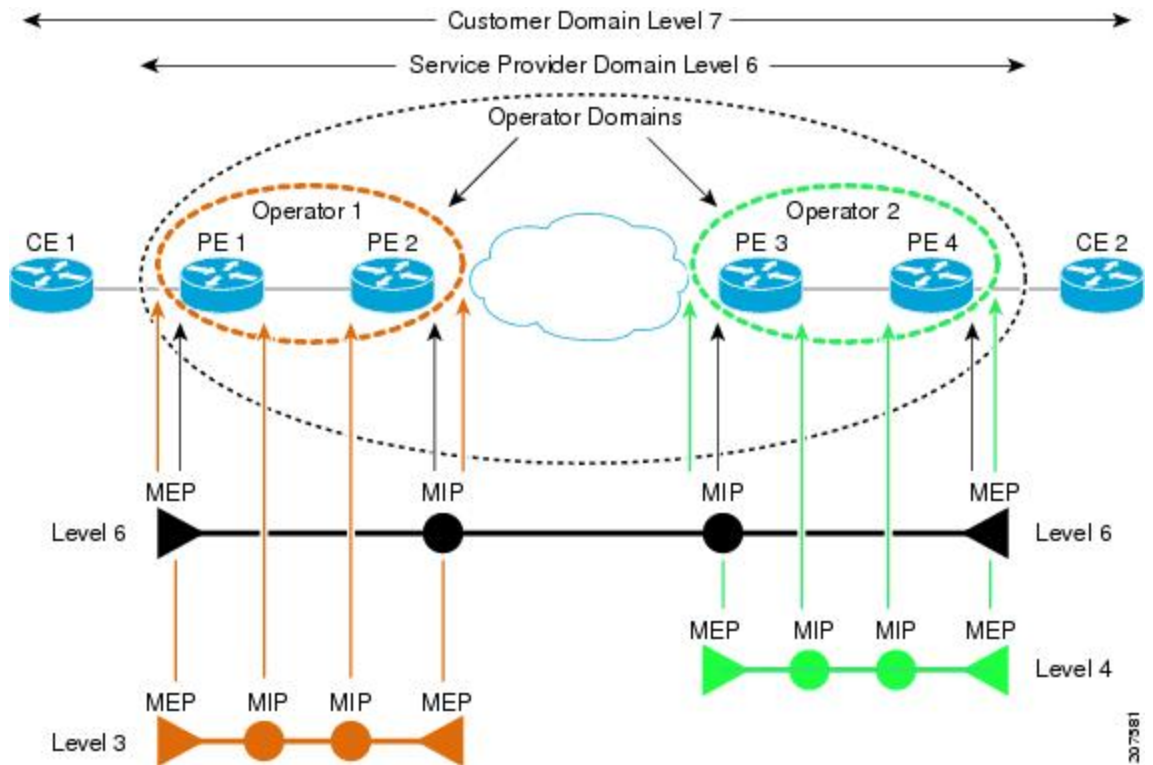 Customer Domain Level 7
Service Provider Domain Level 6
Operator Domains
Operator 1
Operator 2
CE 1
PE 1
PE 2
PE 3
PE 4
CE 2
MEP
MIP
MIP
MEP
Level 6
Level 6
MEP
MIP
MIP
MEP
Level 4
MEP
MIP
MIP
MEP
Level 3
207581